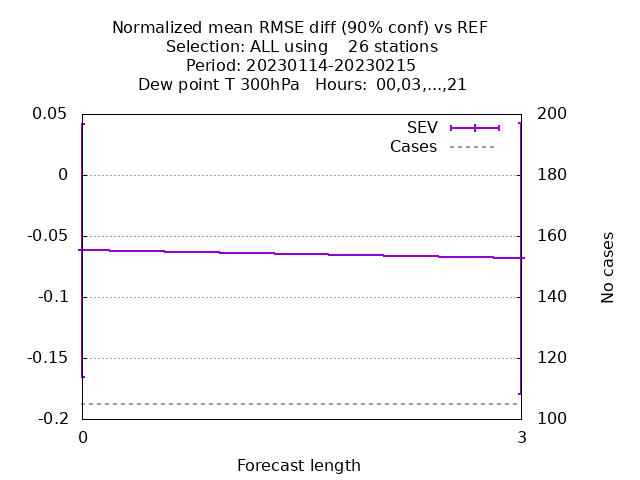 Normalized mean RMSE diff (90% conf) vs REF
Selection: ALL using    26 stations
Period: 20230114-20230215
Dew point T 300hPa   Hours:  00,03,...,21
SEV
Cases
0.05
0
-0.05
-0.1
-0.15
-0.2
200
180
160
140
120
100
No cases
0
3
Forecast length